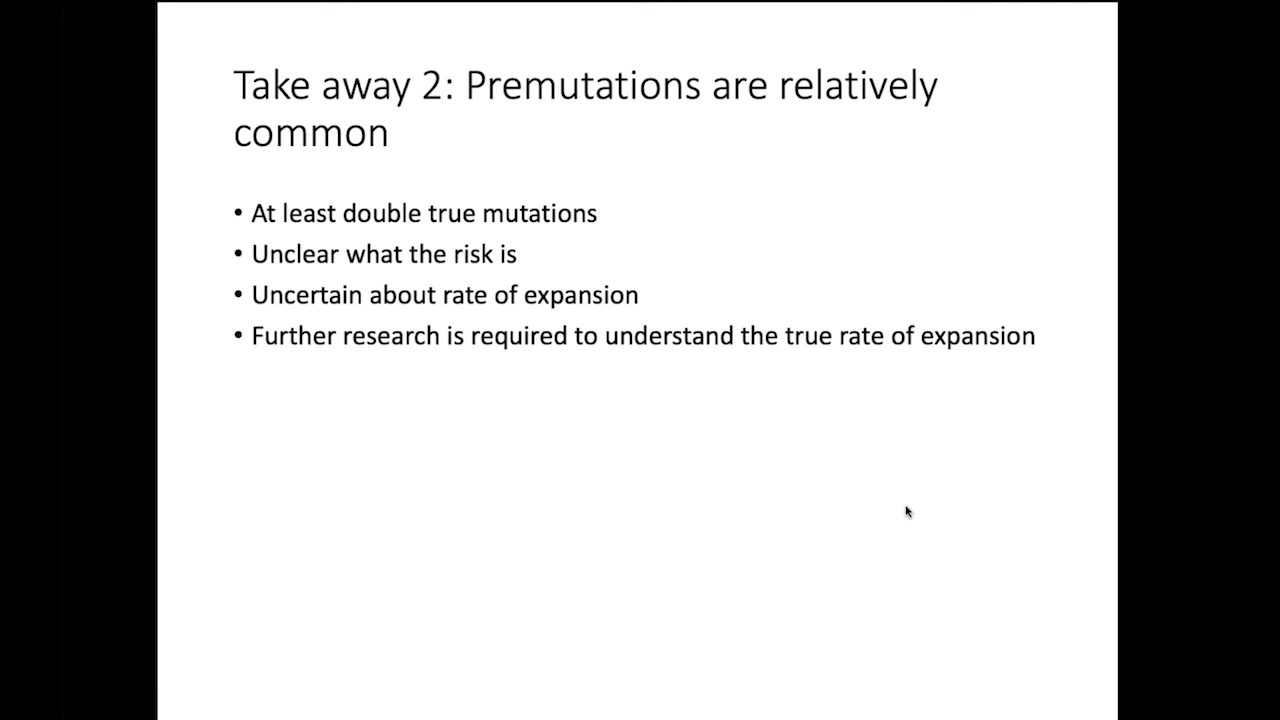 Take away 2: Premutations are relatively
common
• At least double true mutations
• Unclear what the risk is
• Uncertain about rate of expansion
• Further research is required to understand the true rate of expansion